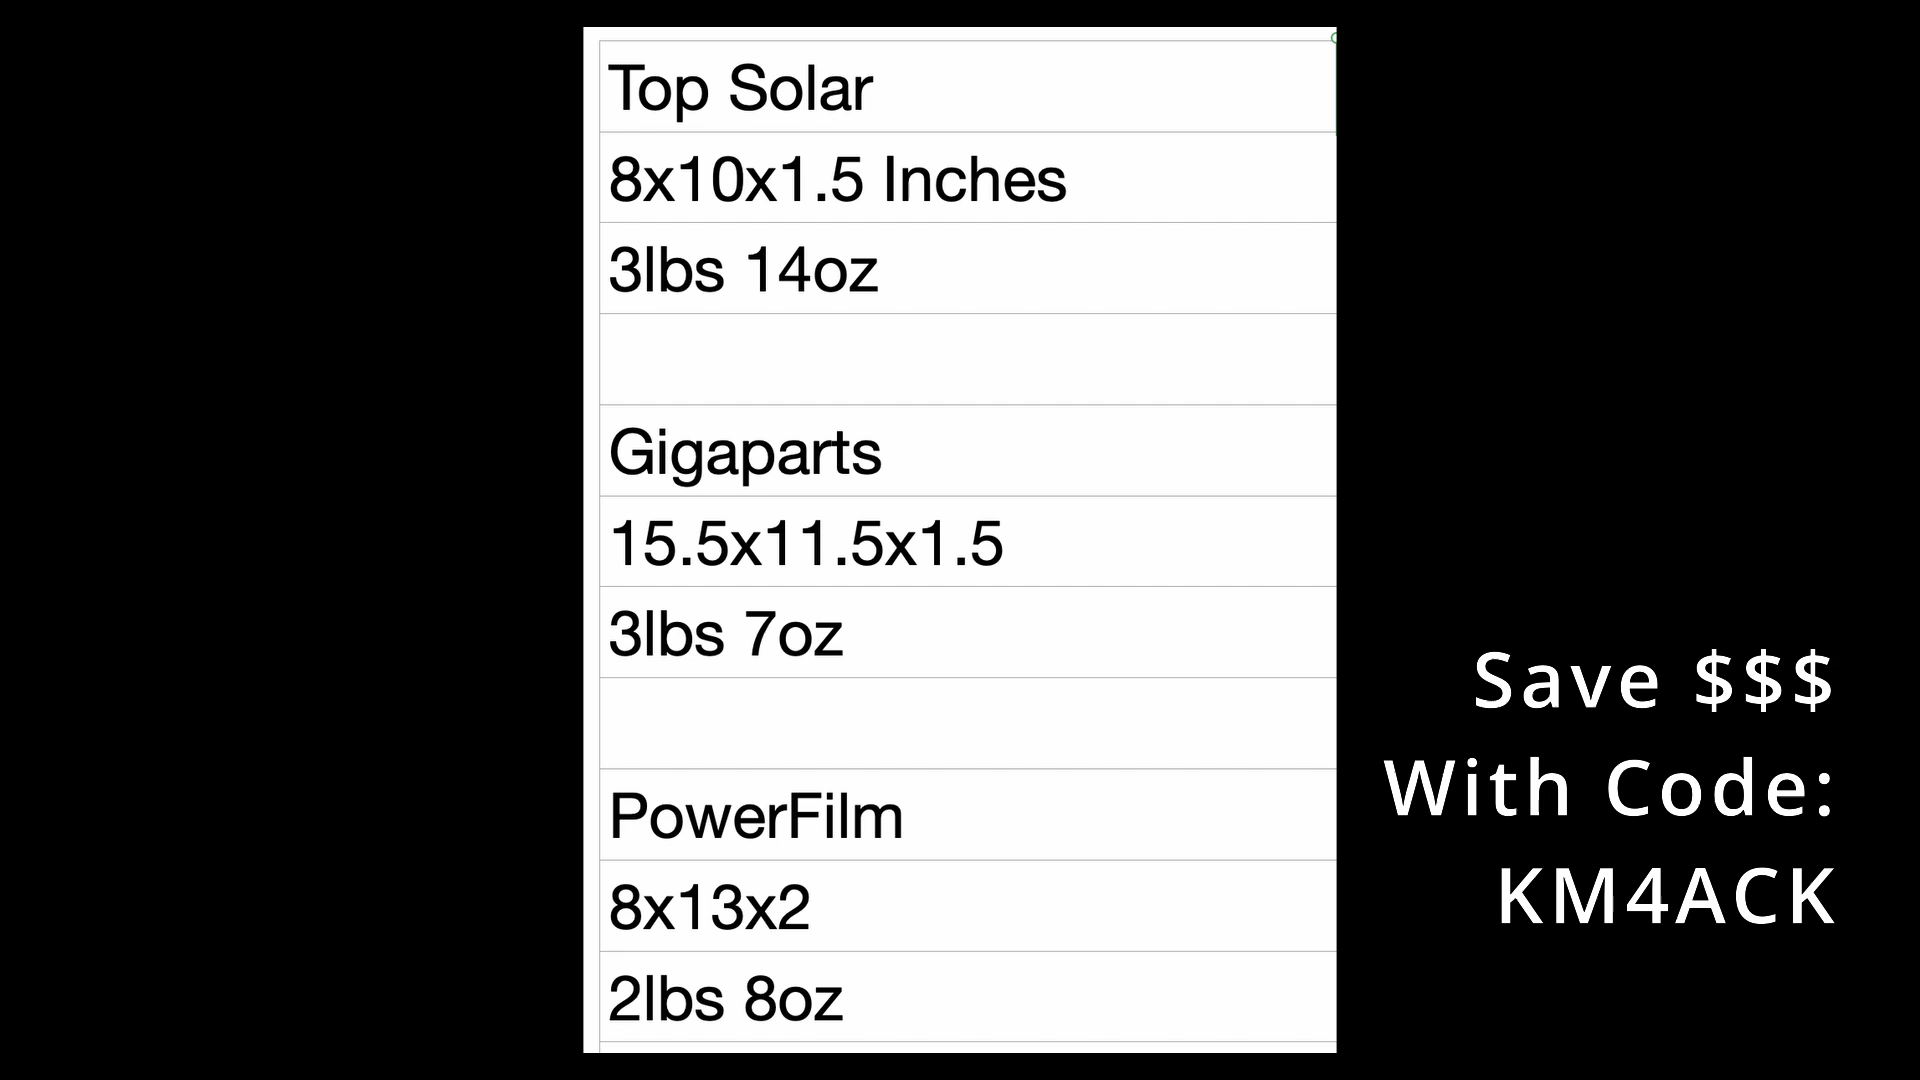 Top Solar
8x10x1.5 Inches
3lbs 14oz
Gigaparts
15.5x11.5x1.5
3lbs 7oz
PowerFilm
8x13x2
2lbs 8oz
Save $$$
With Code:
KM4ACK